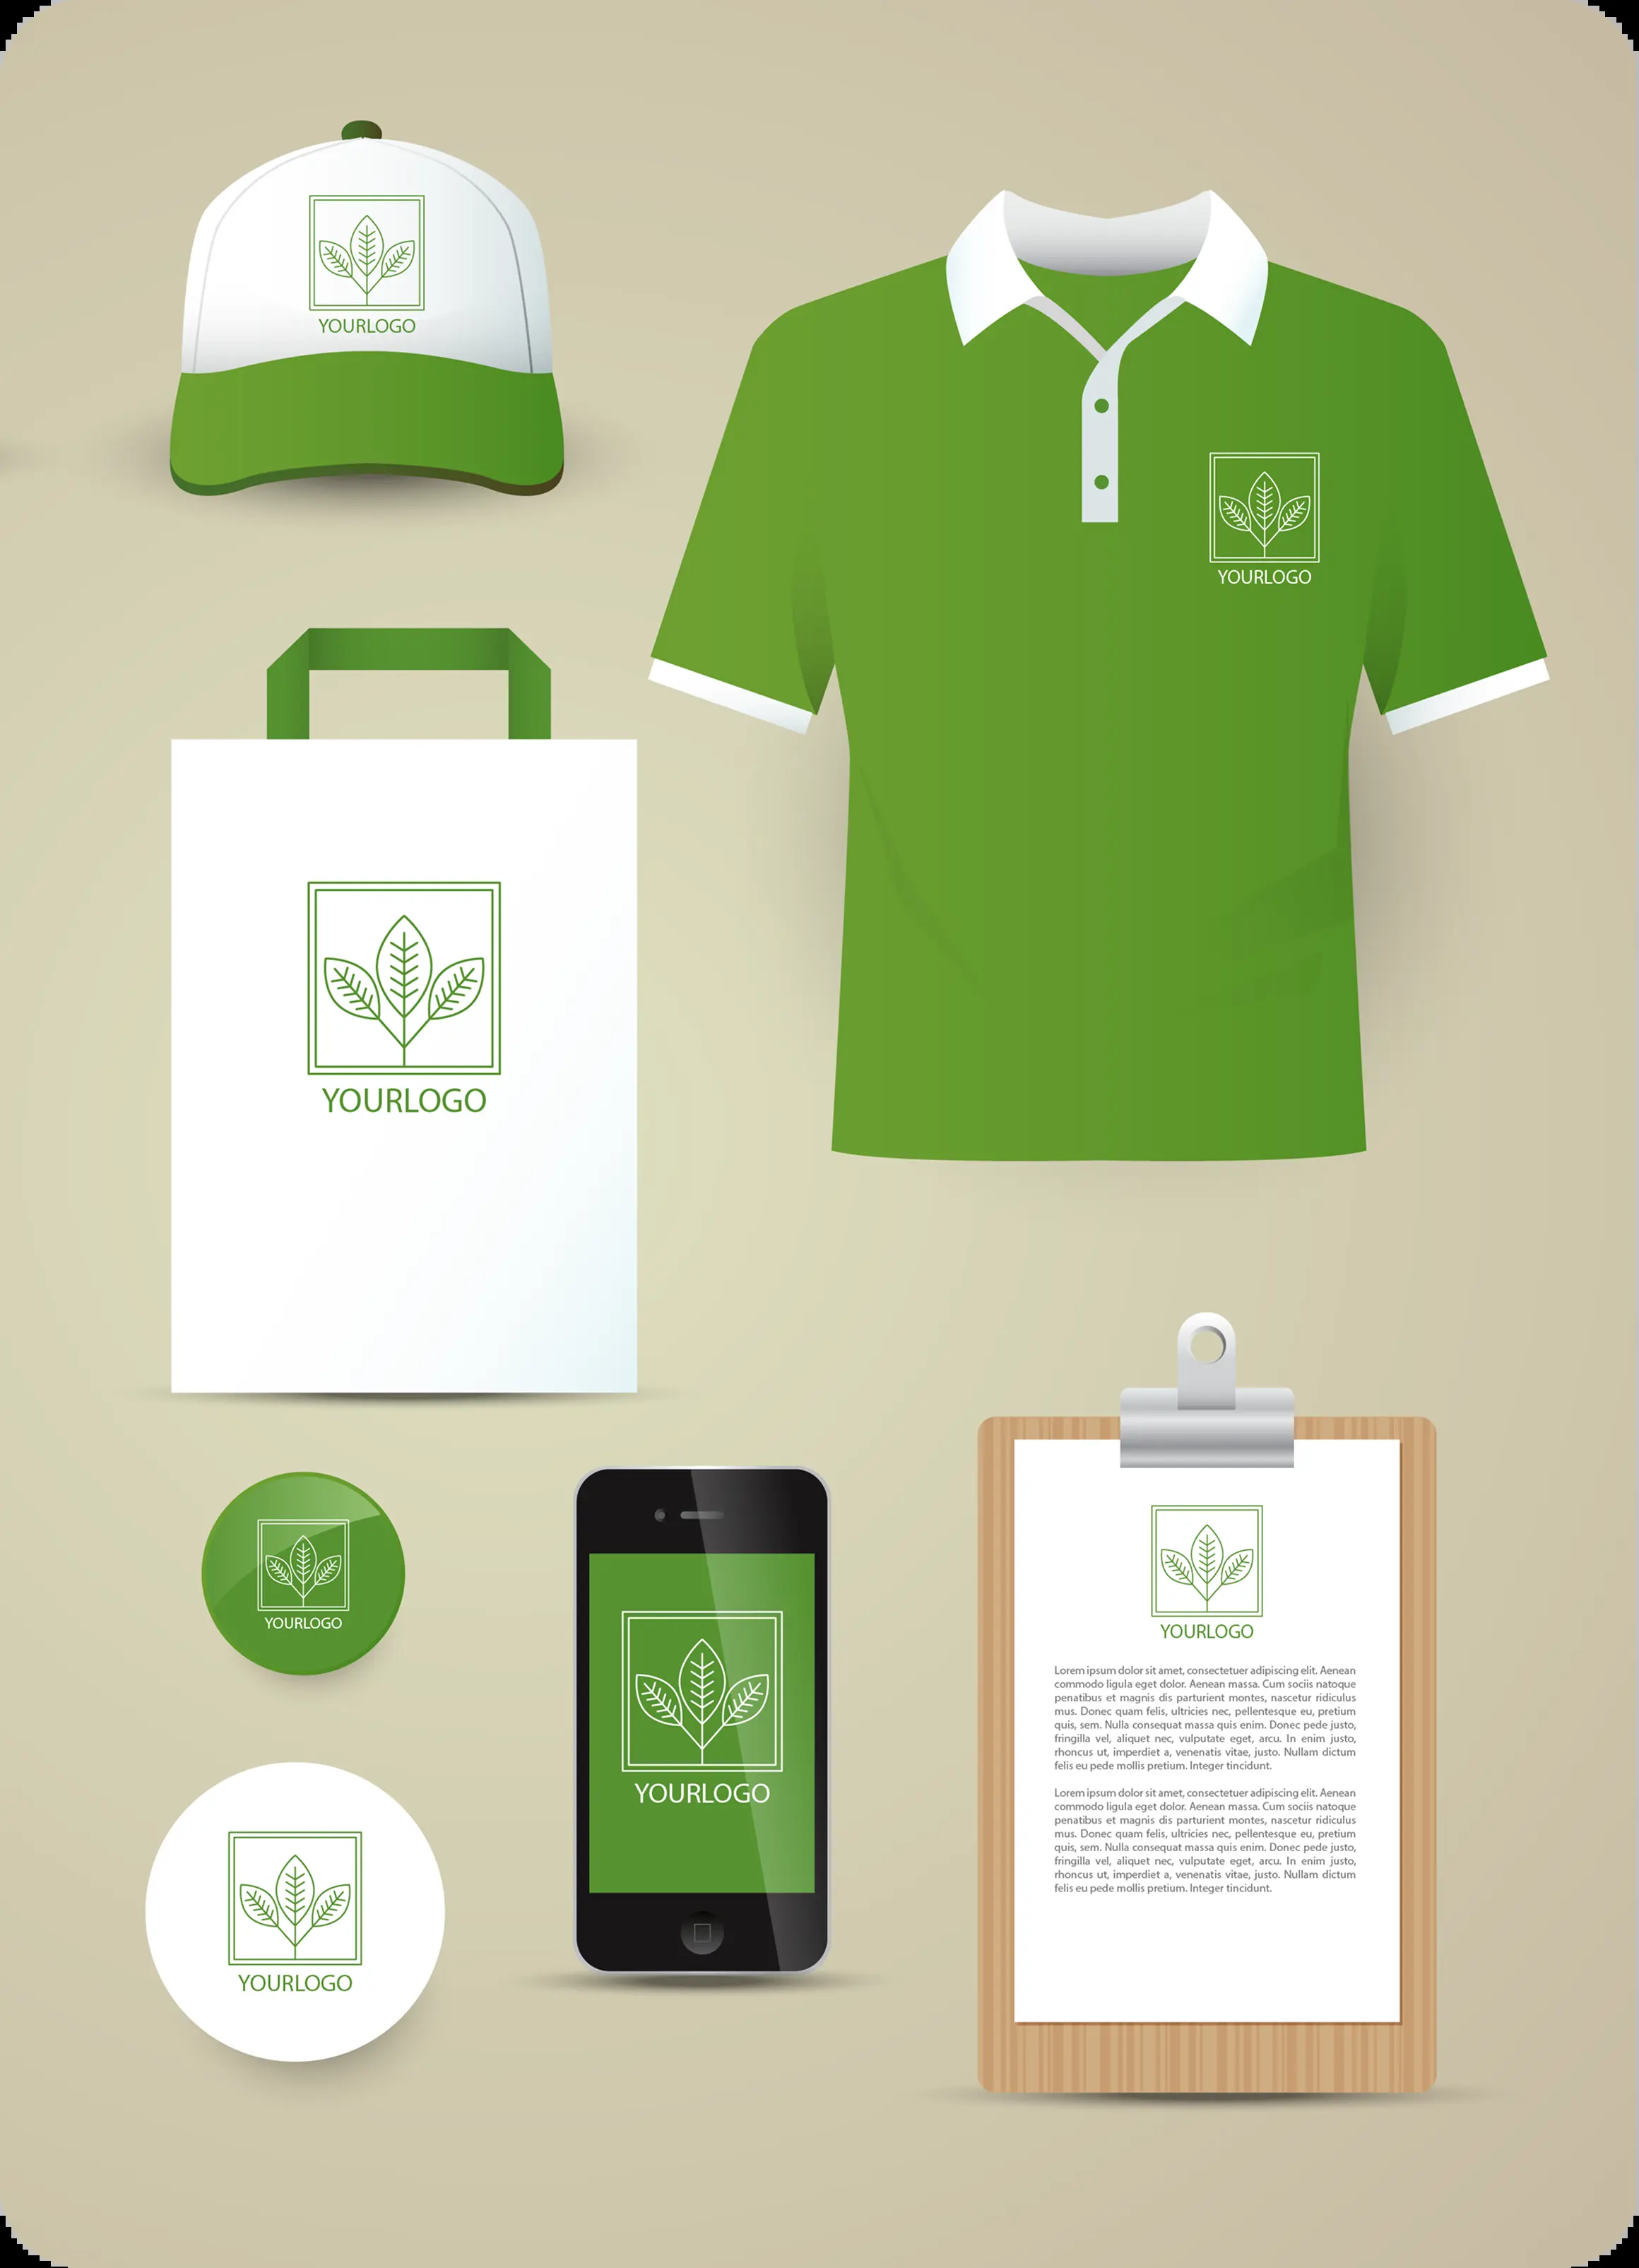 YOURLOGO
YOURLOGO
YOURLOGO
YOURLOGO
YOURLOGO
YOURLOGO
YOURLOGO
Lorem ipsum dolor sit amet, consectetuer adipiscing elit. Aenean
commodo ligula eget dolor. Aenean massa. Cum sociis natoque
penatibus et magnis dis parturient montes, nascetur ridiculus
mus. Donec quam felis, ultricies nec, pellentesque eu, pretium
quis, sem. Nulla consequat massa quis enim. Donec pede justo,
fringilla vel, aliquet nec, vulputate eget, arcu. In enim justo,
rhoncus ut, imperdiet a, venenatis vitae, justo. Nullam dictum
felis eu pede mollis pretium. Integer tincidunt.
Lorem ipsum dolor sit amet, consectetuer adipiscing elit. Aenean
commodo ligula eget dolor. Aenean massa. Cum sociis natoque
penatibus et magnis dis parturient montes, nascetur ridiculus
mus. Donec quam felis, ultricies nec, pellentesque eu, pretium
quis, sem. Nulla consequat massa quis enim. Donec pede justo,
fringilla vel, aliquet nec, vulputate eget, arcu. In enim justo,
rhoncus ut, imperdiet a, venenatis vitae, justo. Nullam dictum
felis eu pede mollis pretium. Integer tincidunt.